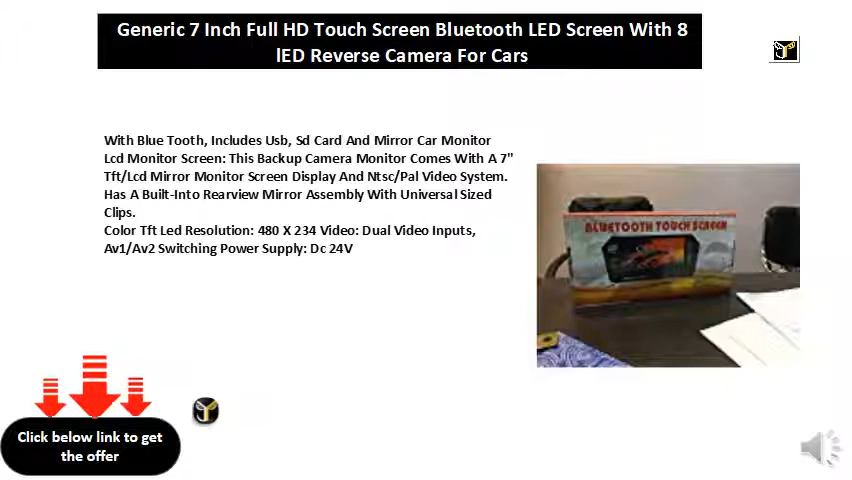 Generic 7 Inch Full HD Touch Screen Bluetooth LED Screen With 8
lED Reverse Camera For Cars
With Blue Tooth, Includes Usb, Sd Card And Mirror Car Monitor
Lcd Monitor Screen: This Backup Camera Monitor Comes With A 7"
Tft/Lcd Mirror Monitor Screen Display And Ntsc/Pal Video System.
Has A Built-Into Rearview Mirror Assembly With Universal Sized
Clips.
Color Tft Led Resolution: 480 X 234 Video: Dual Video Inputs,
Av1/Av2 Switching Power Supply: Dc 24V
BLUETOOTH TOUCH SCREEN
Click below link to get
the offer